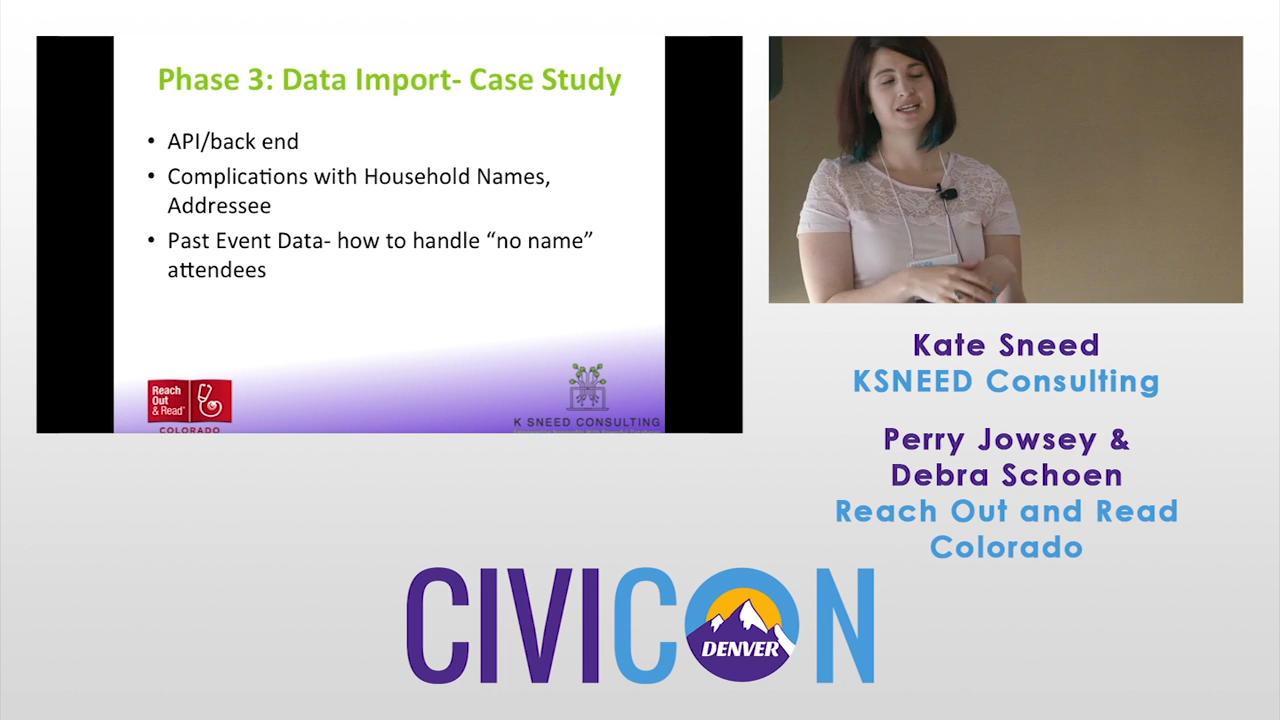 Phase 3: Data Import- Case Study
• API/back end
• Complications with Household Names,
Addressee
• Past Event Data- how to handle “no name”
attendees
Reach
Out
& Read
COLORADO
K SNEED CONSULTING
Kate Sneed
KSNEED Consulting
Perry Jowsey &
Debra Schoen
Reach Out and Read
Colorado
CIVICON
DENVER